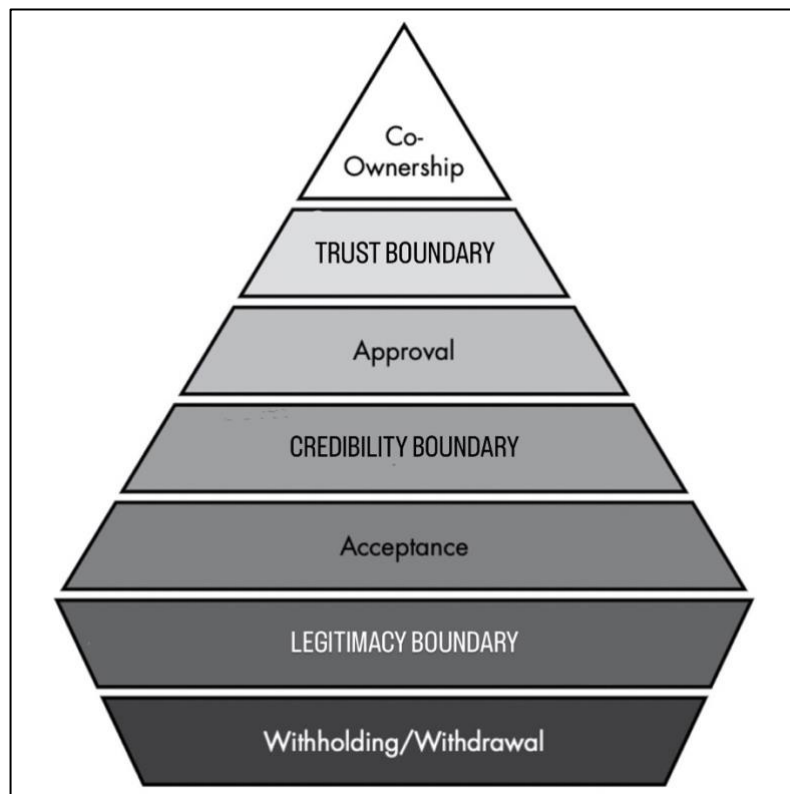 Co-
Ownership
TRUST BOUNDARY
Approval
CREDIBILITY BOUNDARY
Acceptance
LEGITIMACY BOUNDARY
Withholding/Withdrawal